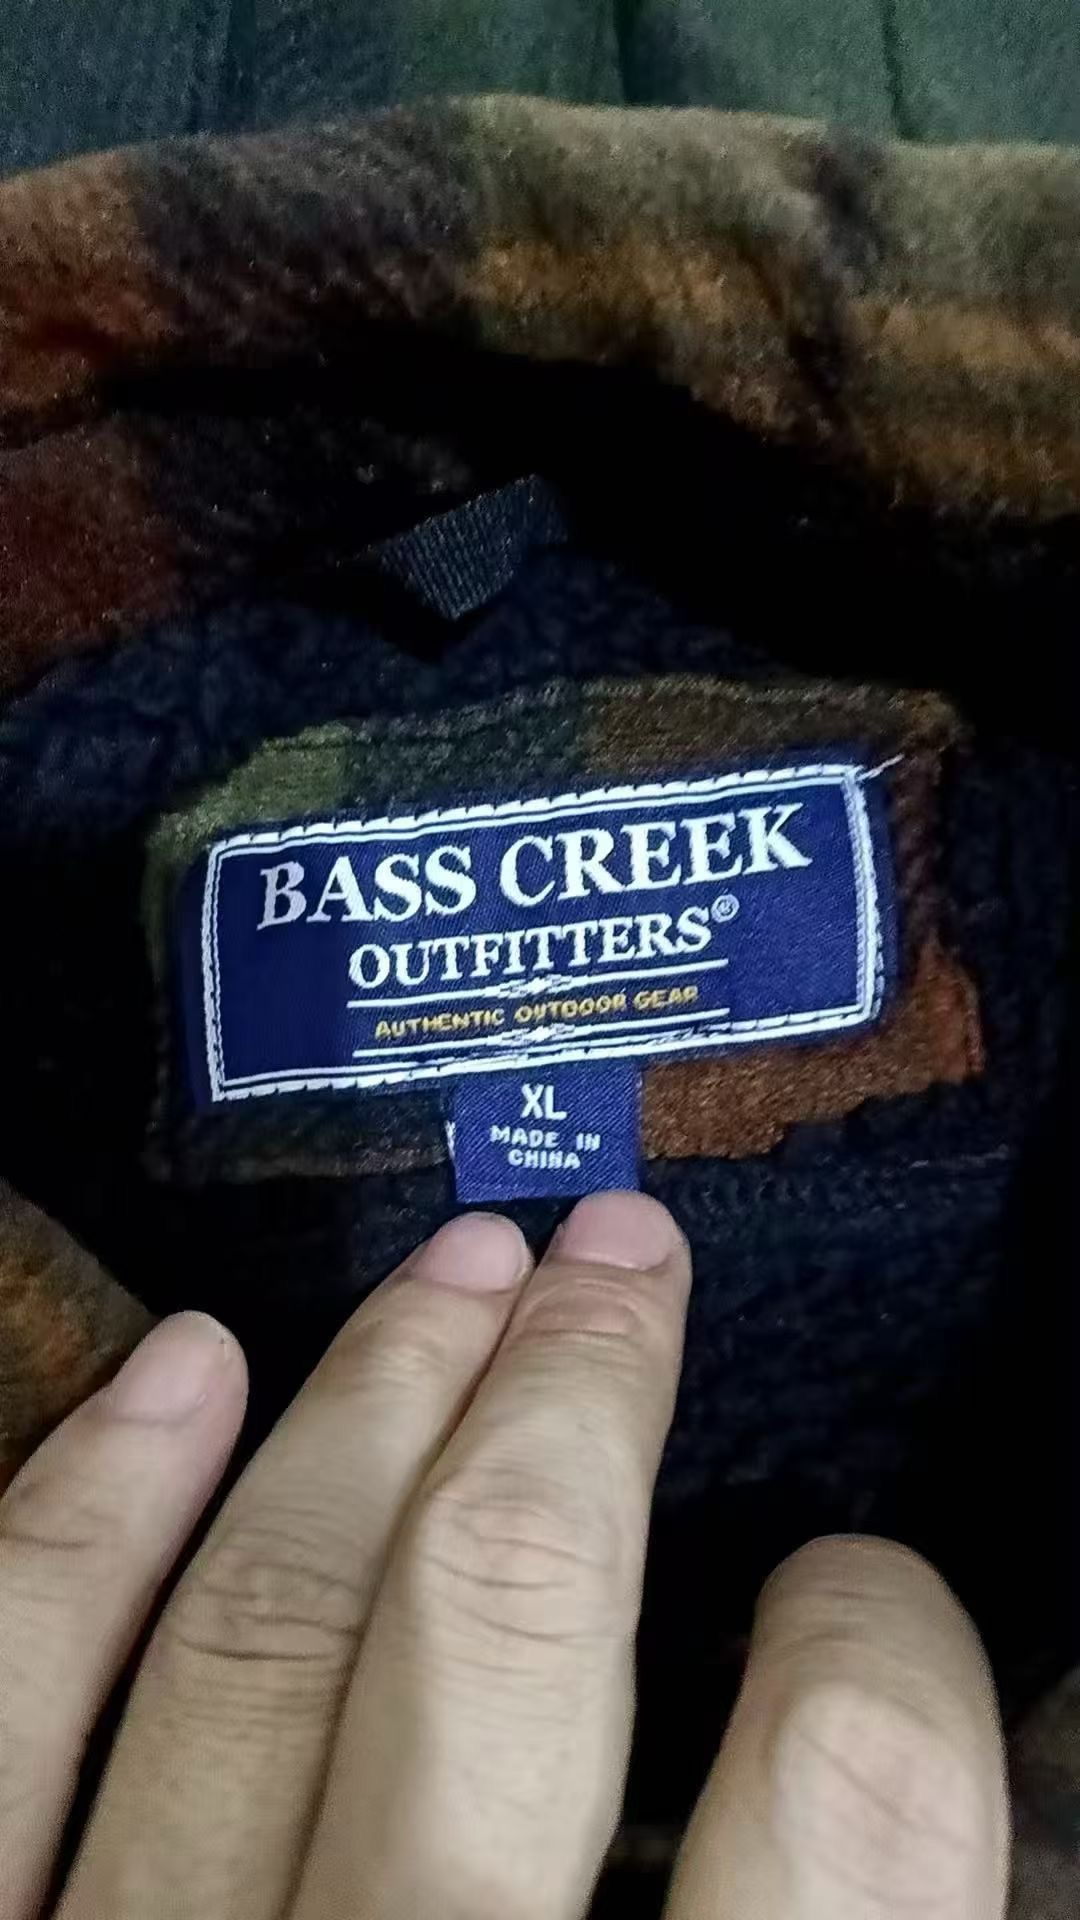 BASS CREEK
OUTFITTERS®
AUTHENTIC OUTDOOR GEAR
XL
MADE IN
CHINA